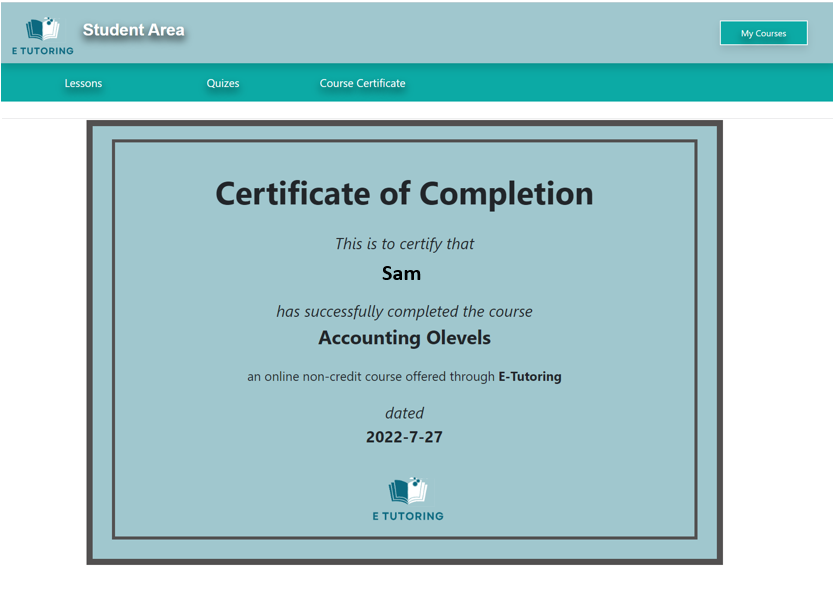 Student Area
E TUTORING
My Courses
Lessons
Quizes
Course Certificate
Certificate of Completion
This is to certify that
Sam
has successfully completed the course
Accounting Olevels
an online non-credit course offered through E-Tutoring
dated
2022-7-27
E TUTORING